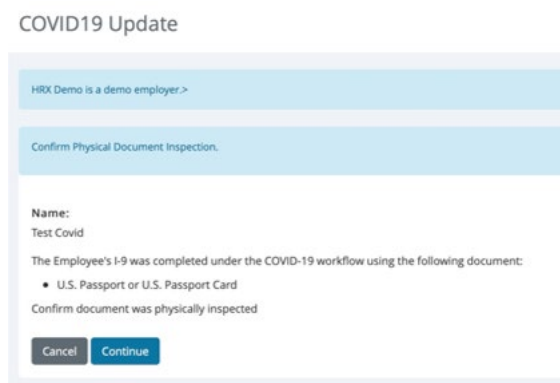 COVID19 Update
HRX Demo is a demo employer.>
Confirm Physical Document Inspection.
Name:
Test Covid
The Employee's I-9 was completed under the COVID-19 workflow using the following document:
• U.S. Passport or U.S. Passport Card
Confirm document was physically inspected
Cancel Continue